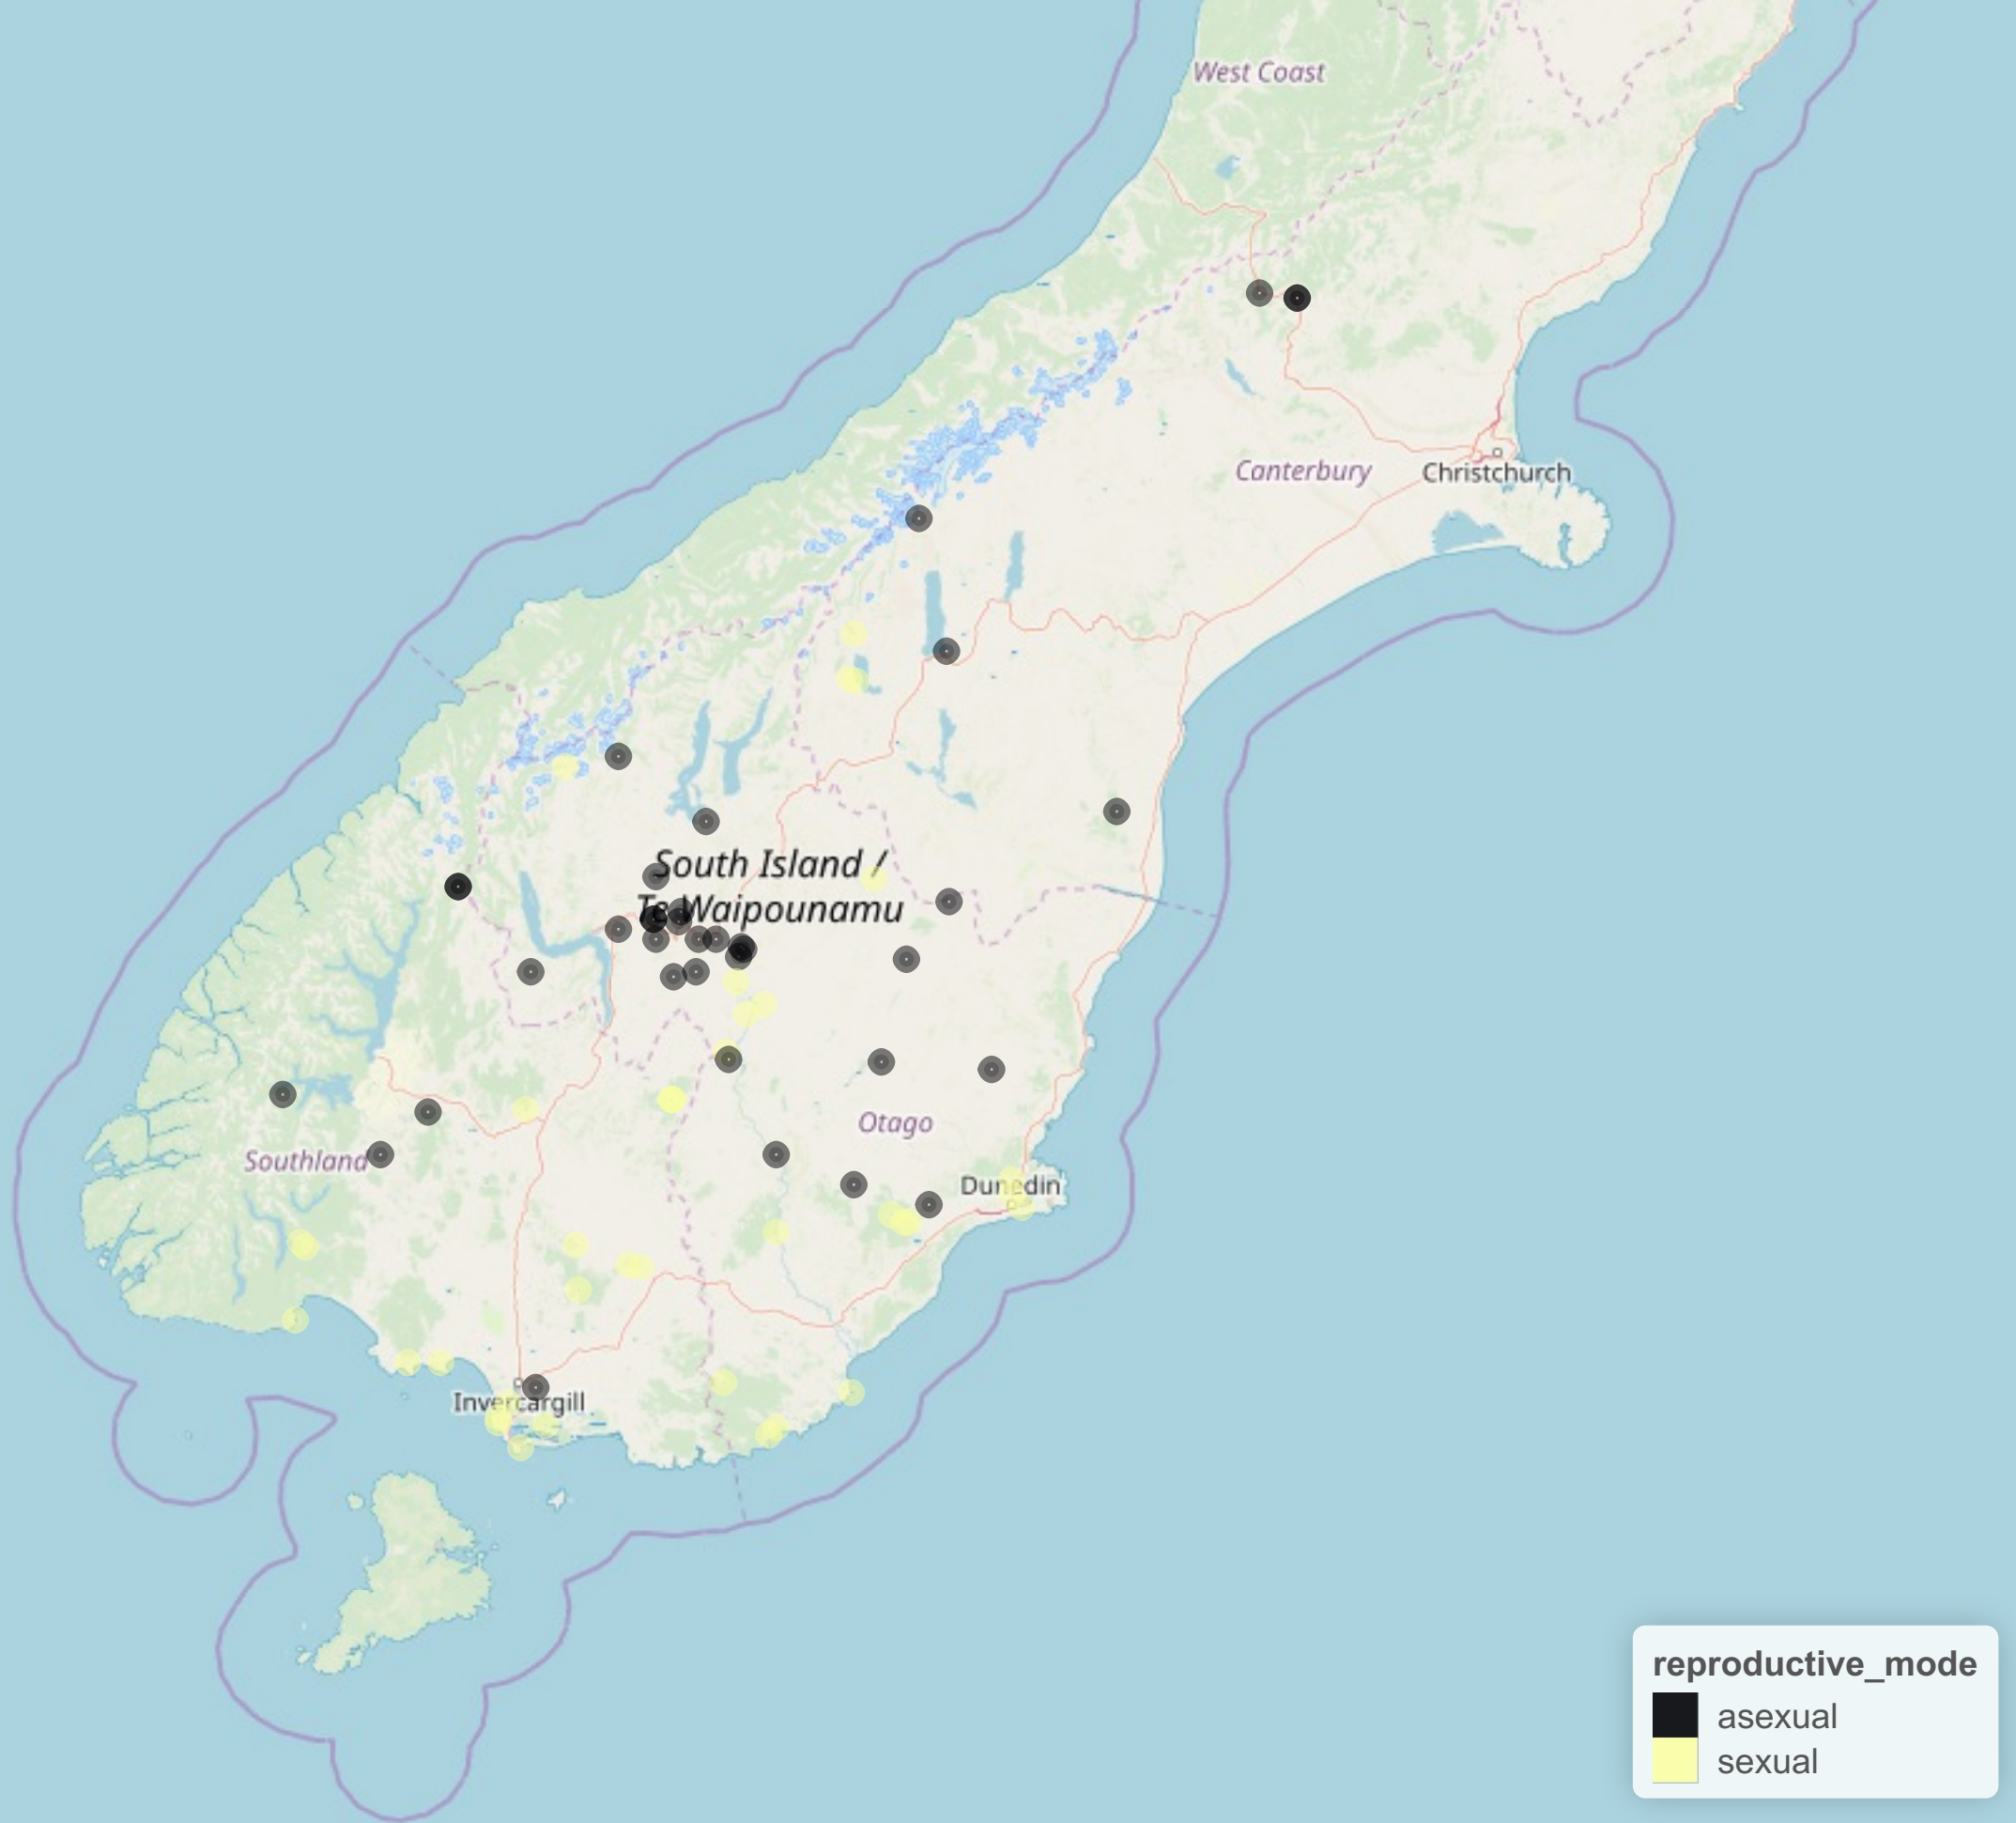 West Coast
Canterbury
Christchurch
South Island /
Te Waipounamu
Otago
Southland
Dunedin
Invercargill
reproductive_mode
asexual
sexual